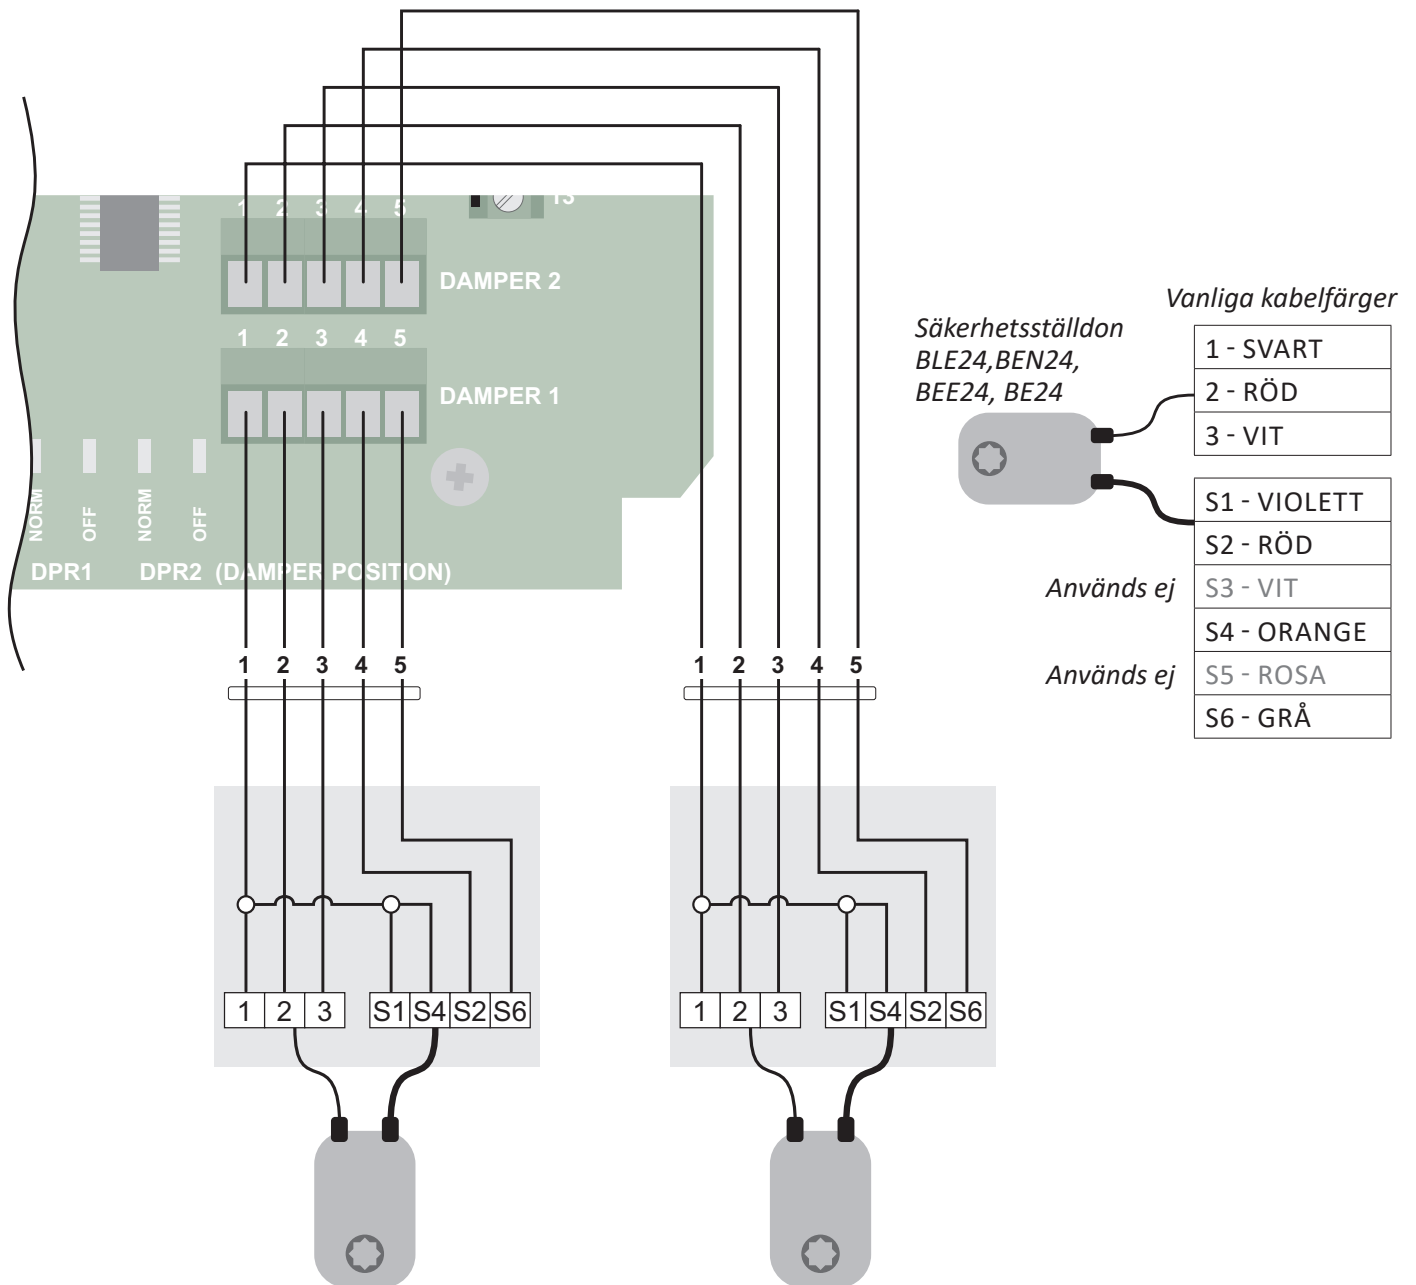 1 2 3 4 5
13
DAMPER 2
1 2 3 4 5
DAMPER 1
NORM
OFF
NORM
OFF
DPR1 DPR2 (DAMPER POSITION)
1 2 3 4 5
1 2 3 4 5
1 2 3 S1 S4 S2 S6
1 2 3 S1 S4 S2 S6
Säkerhetsställdon
BLE24,BEN24,
BEE24, BE24
Vanliga kabelfärger
1 - SVART
2 - RÖD
3 - VIT
S1 - VIOLETT
S2 - RÖD
Används ej S3 - VIT
S4 - ORANGE
Används ej S5 - ROSA
S6 - GRÅ